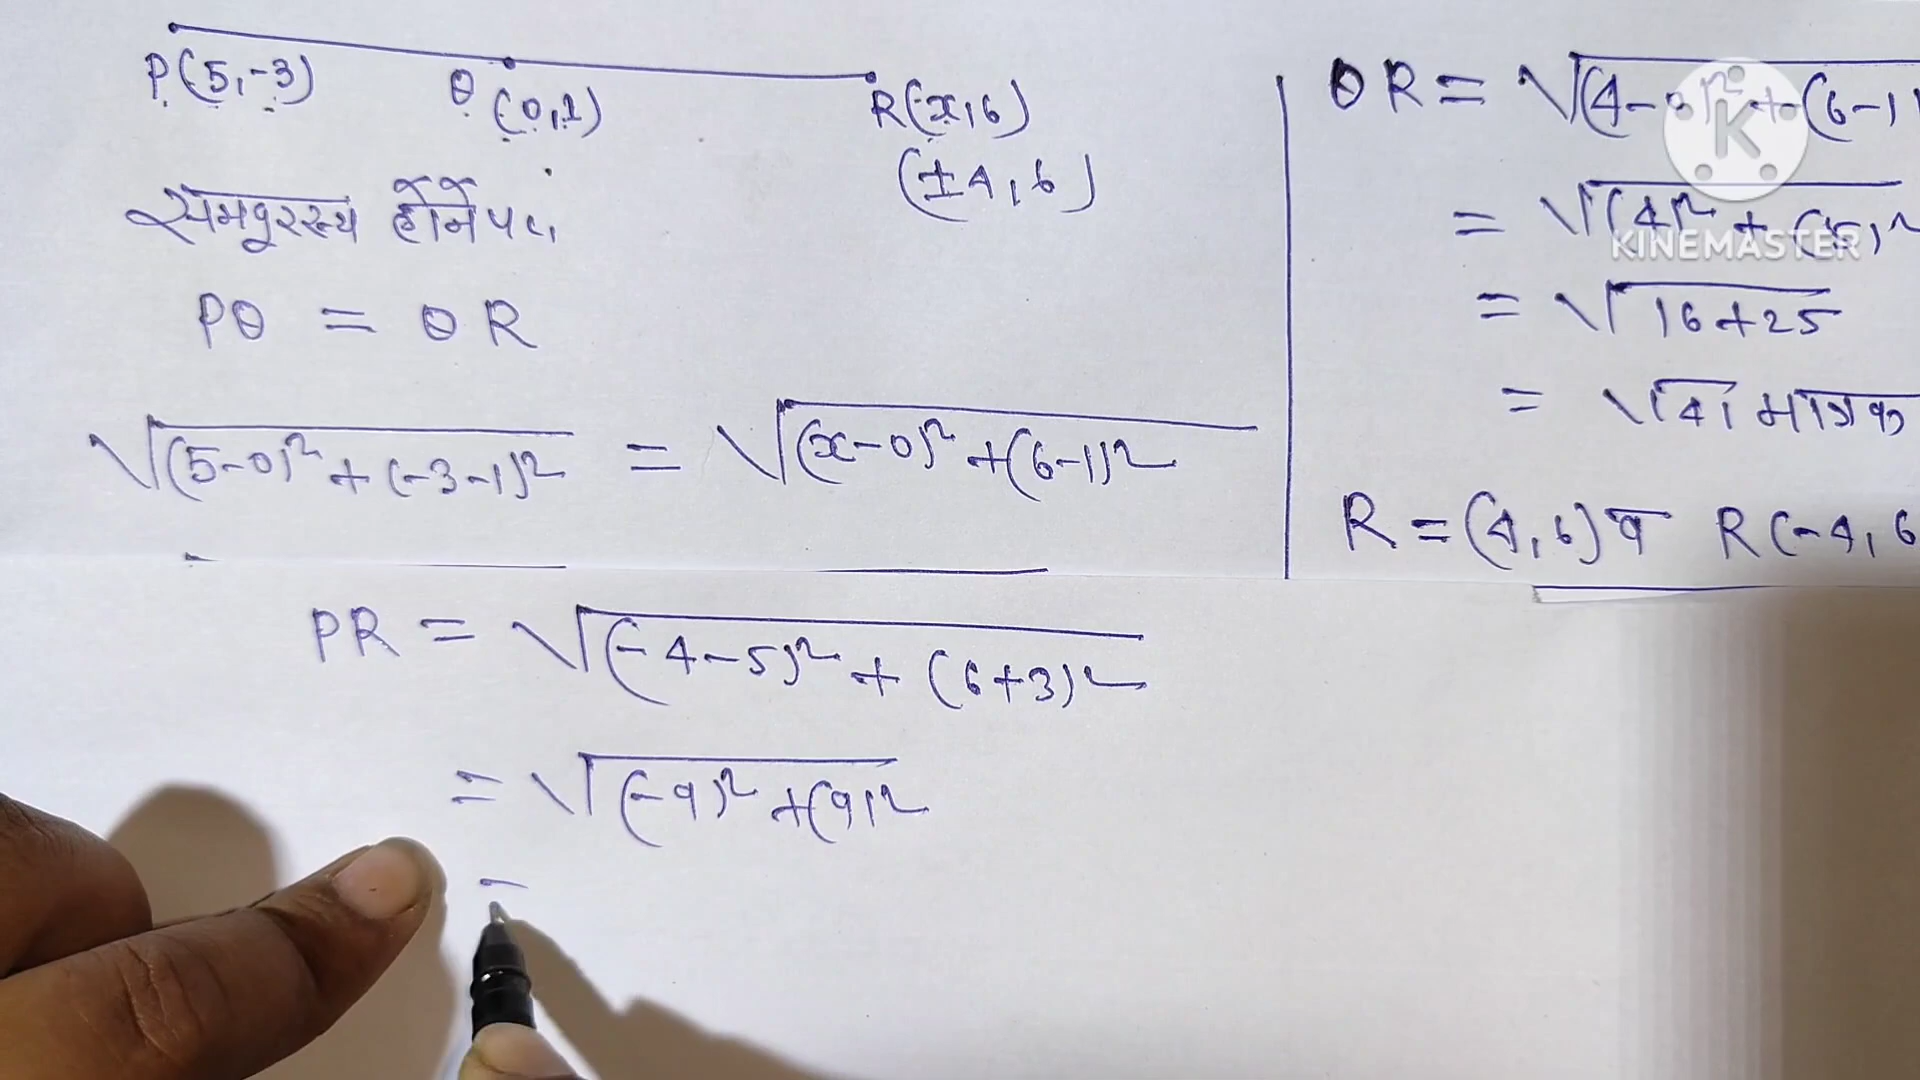 P(5,-3) Q (0,1) R(x,6)
(±4,6)
समदूरस्थ होने पर,
PQ = QR
√(5-0)² + (-3-1)² = √(x-0)² + (6-1)²
PR = √(-4-5)² + (6+3)²
= √(-9)² + (9)²
=
QR = √(4-0)² + (6-1)
= √(4)² + (5)²
= √16+25
= √41 मात्रक
R = (4,6) व R(-4,6
K
KINEMASTER